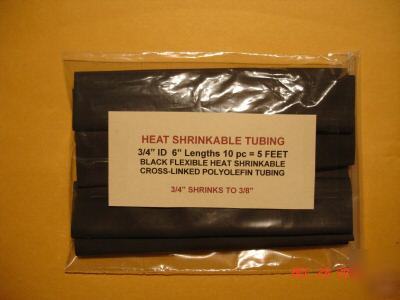 HEAT SHRINKABLE TUBING
3/4" ID 6" Lengths 10 pc = 5 FEET
BLACK FLEXIBLE HEAT SHRINKABLE
CROSS-LINKED POLYOLEFIN TUBING
3/4" SHRINKS TO 3/8"